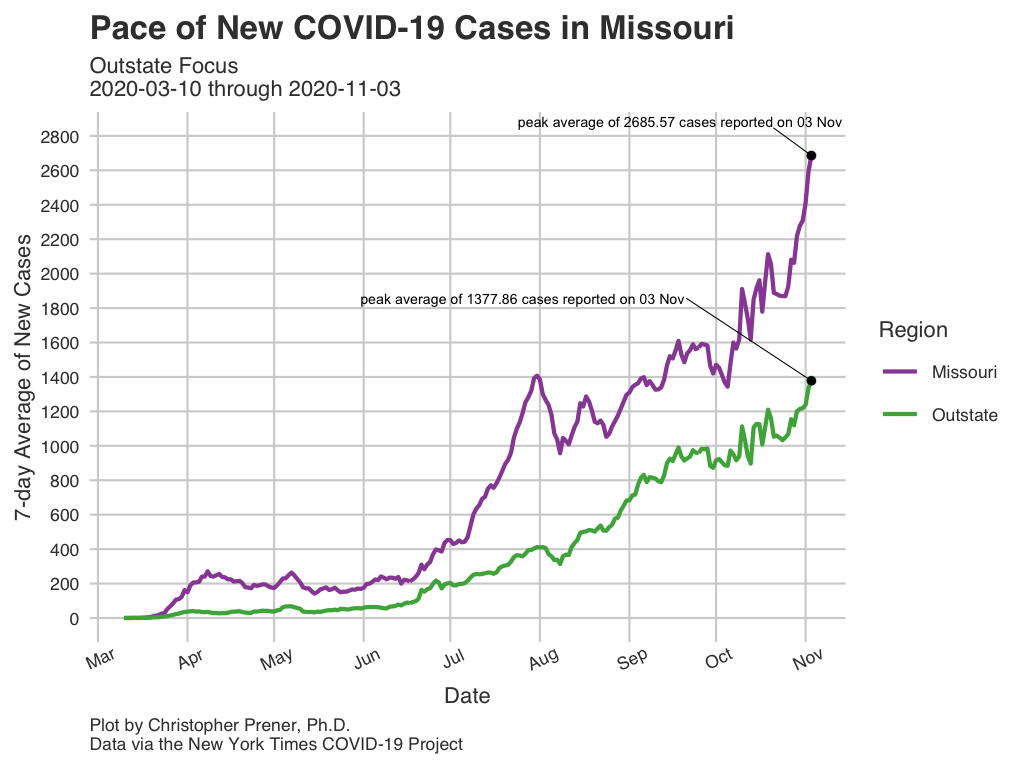 Pace of New COVID-19 Cases in Missouri
Outstate Focus
2020-03-10 through 2020-11-03
peak average of 2685.57 cases reported on 03 Nov
peak average of 1377.86 cases reported on 03 Nov
7-day Average of New Cases
2800
2600
2400
2200
2000
1800
1600
1400
1200
1000
800
600
400
200
0
Mar
Apr
May
Jun
Jul
Aug
Sep
Oct
Nov
Date
Region
Missouri
Outstate
Plot by Christopher Prener, Ph.D.
Data via the New York Times COVID-19 Project